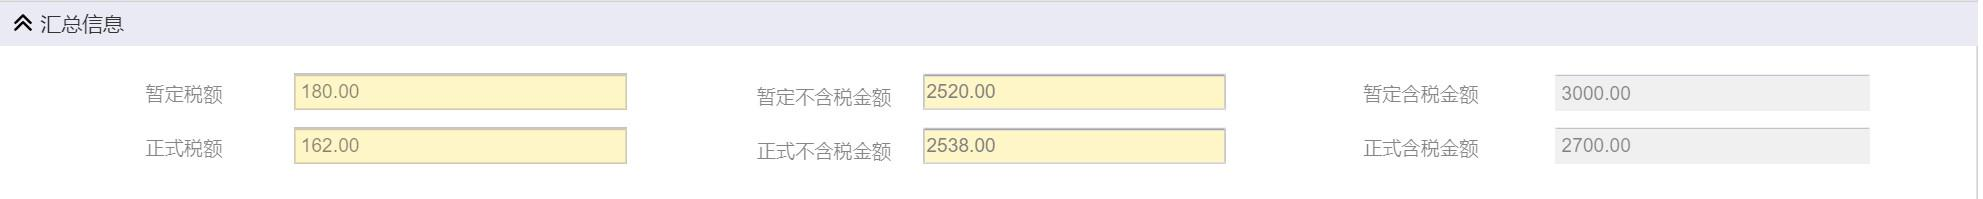 汇总信息
暂定税额 180.00 暂定不含税金额 2520.00 暂定含税金额 3000.00
正式税额 162.00 正式不含税金额 2538.00 正式含税金额 2700.00